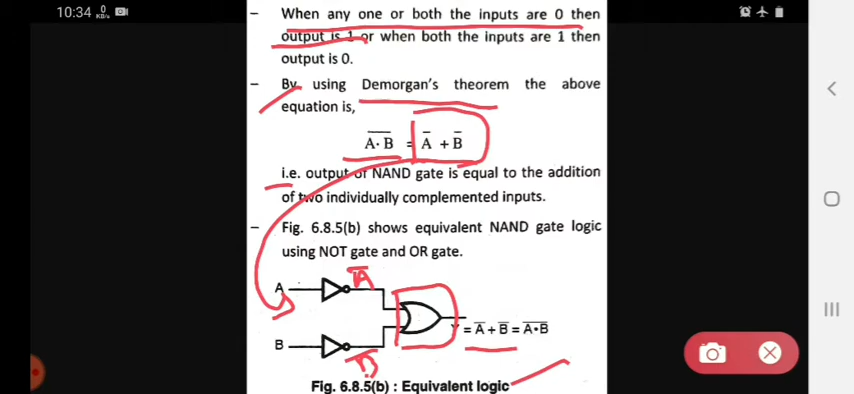 10:34 0 KB/s
- When any one or both the inputs are 0 then
output is 1 or when both the inputs are 1 then
output is 0.
- By using Demorgan's theorem the above
equation is,
A̅·̅B̅ = A̅ + B̅
i.e. output of NAND gate is equal to the addition
of two individually complemented inputs.
- Fig. 6.8.5(b) shows equivalent NAND gate logic
using NOT gate and OR gate.
A A̅
Y = A̅ + B̅ = A̅·̅B̅
B B̅
Fig. 6.8.5(b) : Equivalent logic